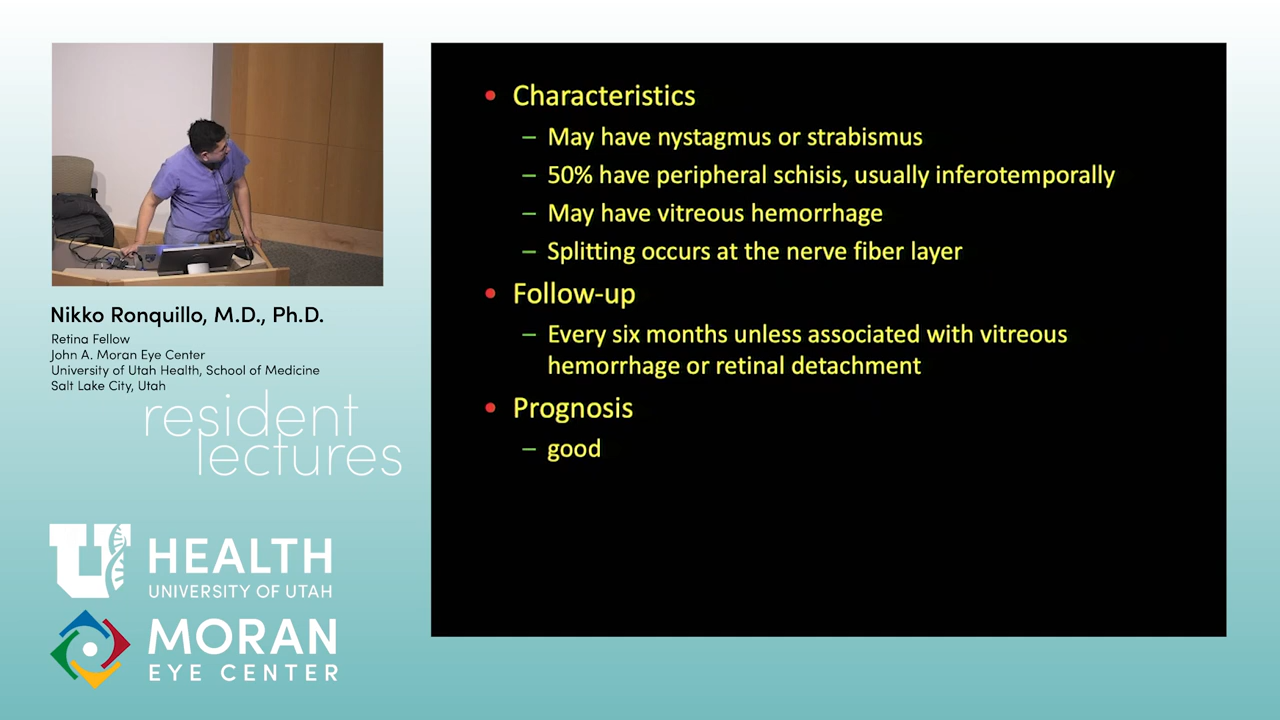 • Characteristics
– May have nystagmus or strabismus
– 50% have peripheral schisis, usually inferotemporally
– May have vitreous hemorrhage
– Splitting occurs at the nerve fiber layer
• Follow-up
– Every six months unless associated with vitreous
hemorrhage or retinal detachment
• Prognosis
– good
Nikko Ronquillo, M.D., Ph.D.
Retina Fellow
John A. Moran Eye Center
University of Utah Health, School of Medicine
Salt Lake City, Utah
resident
lectures
U HEALTH
UNIVERSITY OF UTAH
MORAN
EYE CENTER